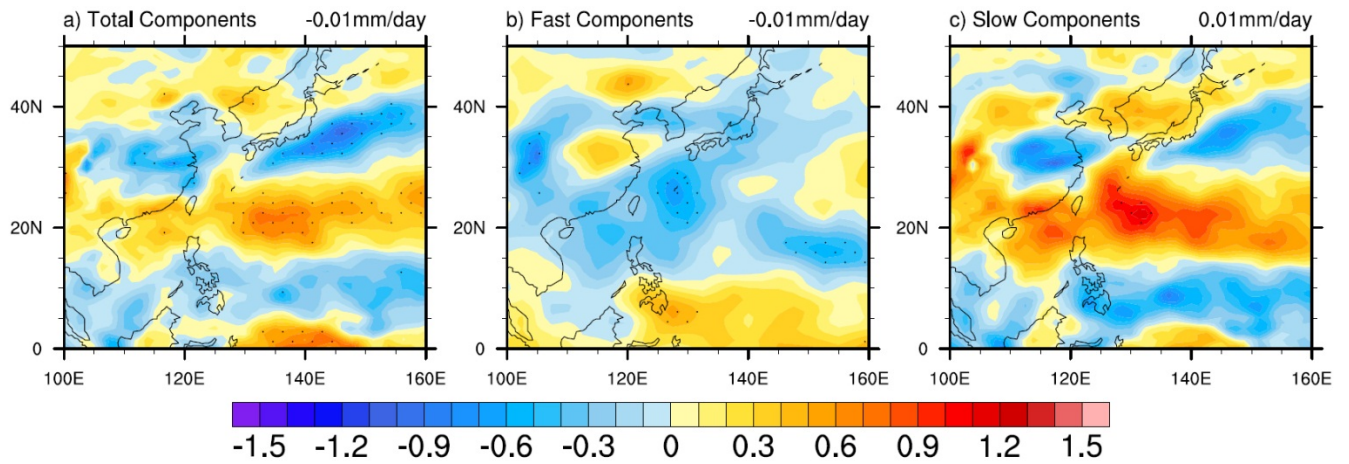 a) Total Components -0.01mm/day
b) Fast Components -0.01mm/day
c) Slow Components 0.01mm/day
40N
20N
0
100E 120E 140E 160E
40N
20N
0
100E 120E 140E 160E
40N
20N
0
100E 120E 140E 160E
-1.5 -1.2 -0.9 -0.6 -0.3 0 0.3 0.6 0.9 1.2 1.5